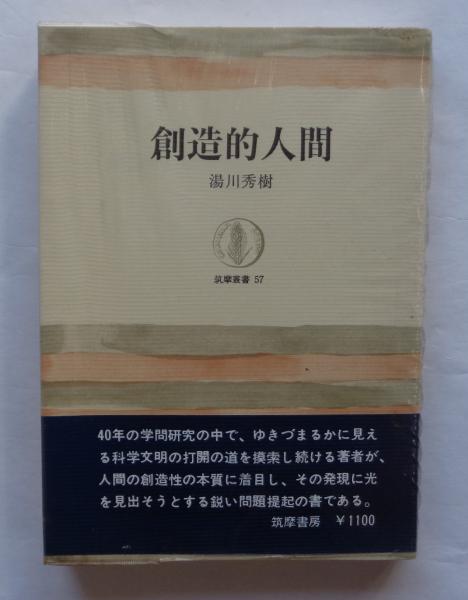 創造的人間
湯川秀樹
筑摩叢書 57
40年の学問研究の中で、ゆきづまるかに見え
る科学文明の打開の道を摸索し続ける著者が、
人間の創造性の本質に着目し、その発現に光
を見出そうとする鋭い問題提起の書である。
筑摩書房 ￥1100